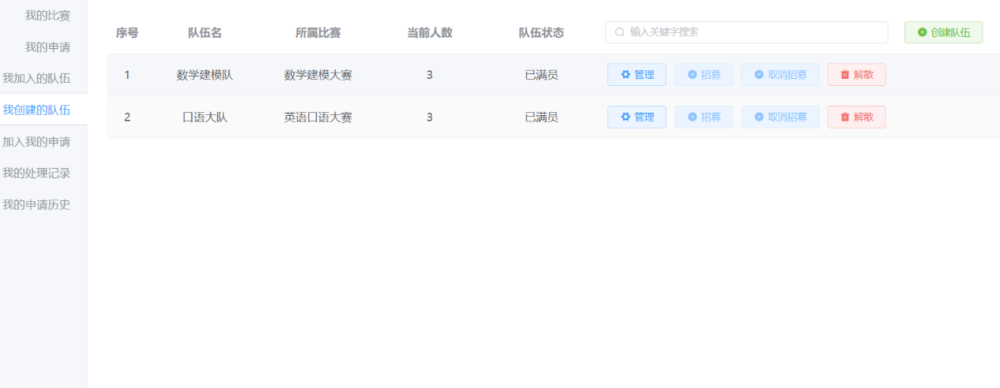 我的比赛
我的申请
我加入的队伍
我创建的队伍
加入我的申请
我的处理记录
我的申请历史
序号 队伍名 所属比赛 当前人数 队伍状态 输入关键字搜索 创建队伍
1 数学建模队 数学建模大赛 3 已满员 管理 招募 取消招募 解散
2 口语大队 英语口语大赛 3 已满员 管理 招募 取消招募 解散